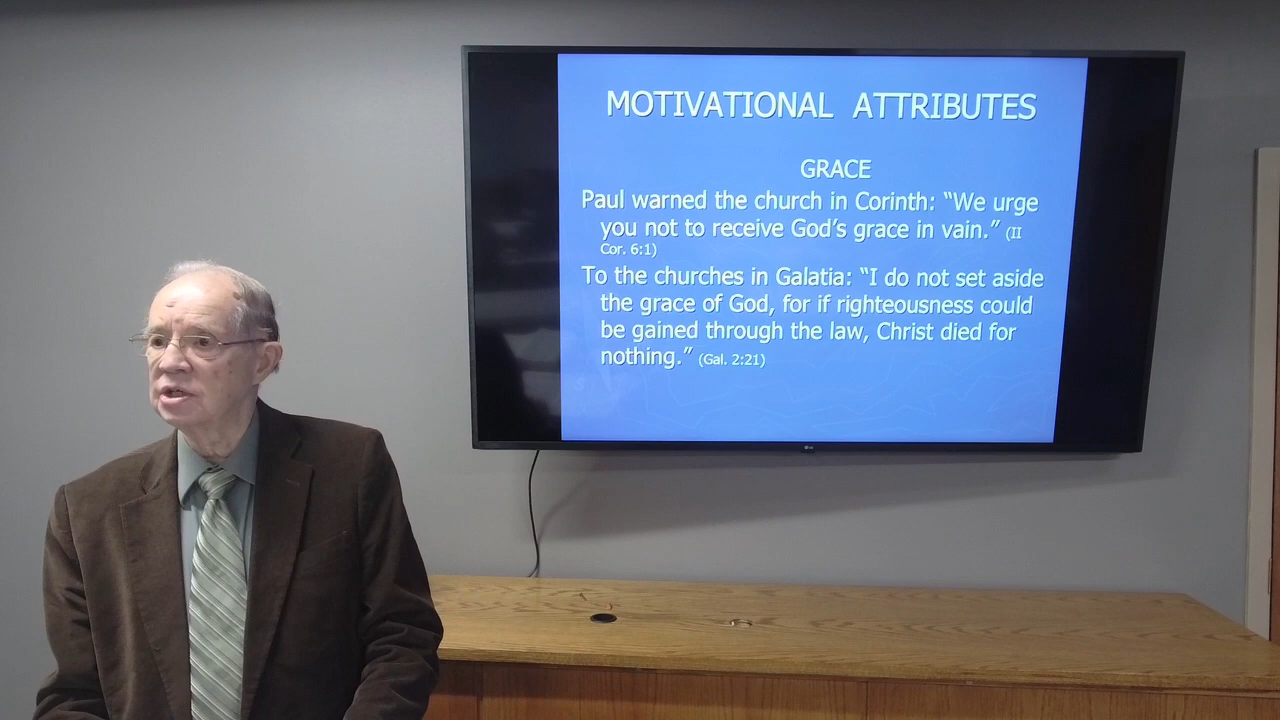 MOTIVATIONAL ATTRIBUTES
GRACE
Paul warned the church in Corinth: “We urge
you not to receive God’s grace in vain.” (II
Cor. 6:1)
To the churches in Galatia: “I do not set aside
the grace of God, for if righteousness could
be gained through the law, Christ died for
nothing.” (Gal. 2:21)
LG